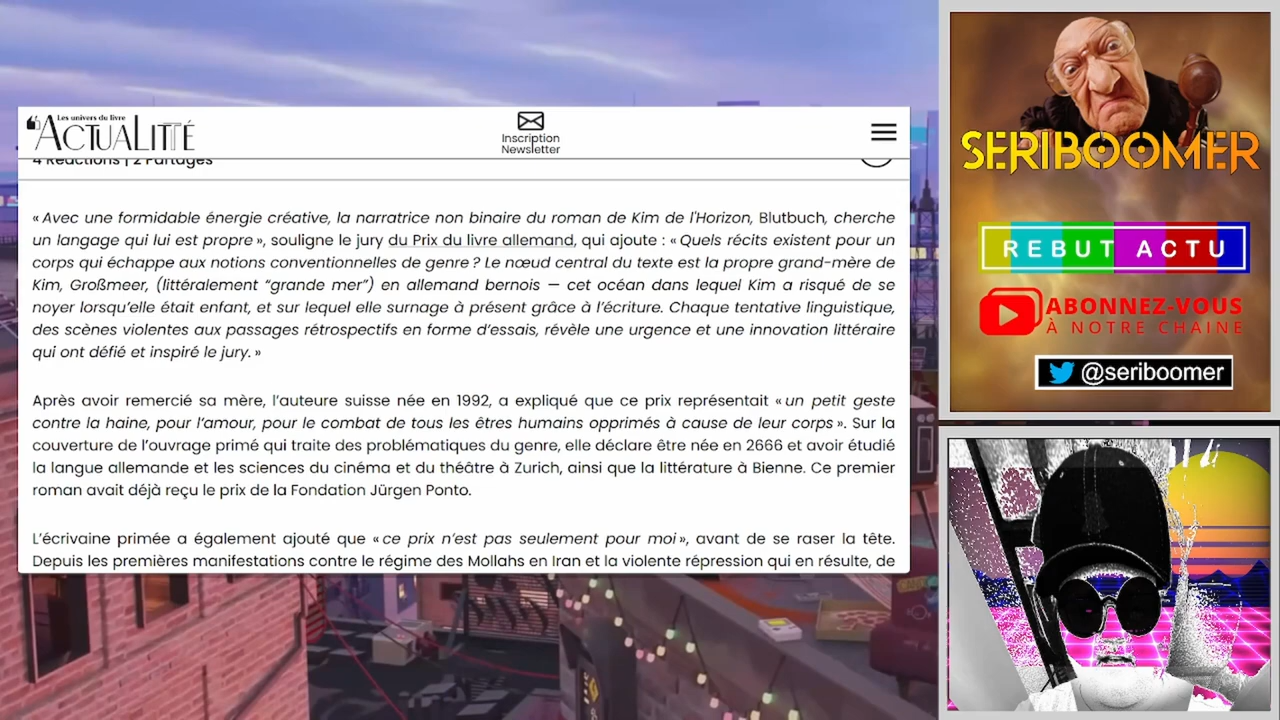 Les univers du livre
ActuaLitté
Inscription
Newsletter
4 Réactions | 2 Partages
« Avec une formidable énergie créative, la narratrice non binaire du roman de Kim de l'Horizon, Blutbuch, cherche
un langage qui lui est propre », souligne le jury du Prix du livre allemand, qui ajoute : « Quels récits existent pour un
corps qui échappe aux notions conventionnelles de genre ? Le nœud central du texte est la propre grand-mère de
Kim, Großmeer, (littéralement “grande mer”) en allemand bernois — cet océan dans lequel Kim a risqué de se
noyer lorsqu’elle était enfant, et sur lequel elle surnage à présent grâce à l’écriture. Chaque tentative linguistique,
des scènes violentes aux passages rétrospectifs en forme d’essais, révèle une urgence et une innovation littéraire
qui ont défié et inspiré le jury. »
Après avoir remercié sa mère, l’auteure suisse née en 1992, a expliqué que ce prix représentait « un petit geste
contre la haine, pour l’amour, pour le combat de tous les êtres humains opprimés à cause de leur corps ». Sur la
couverture de l’ouvrage primé qui traite des problématiques du genre, elle déclare être née en 2666 et avoir étudié
la langue allemande et les sciences du cinéma et du théâtre à Zurich, ainsi que la littérature à Bienne. Ce premier
roman avait déjà reçu le prix de la Fondation Jürgen Ponto.
L’écrivaine primée a également ajouté que « ce prix n’est pas seulement pour moi », avant de se raser la tête.
Depuis les premières manifestations contre le régime des Mollahs en Iran et la violente répression qui en résulte, de
SERIBOOMER
REBUT ACTU
ABONNEZ-VOUS
À NOTRE CHAINE
@seriboomer